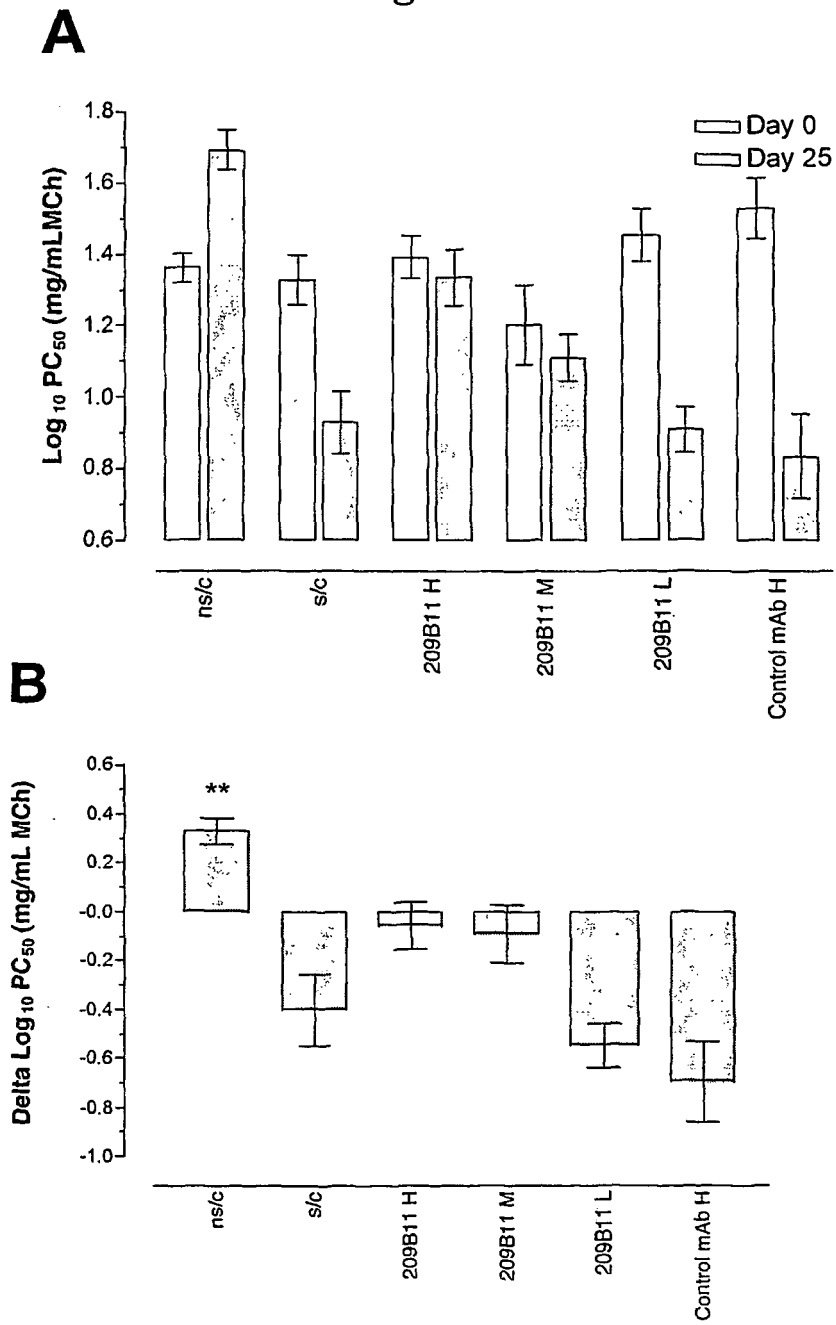 A
1.8
1.6
1.4
1.2
1.0
0.8
0.6
Log 10 PC50 (mg/mLMCh)
Day 0
Day 25
ns/c
s/c
209B11 H
209B11 M
209B11 L
Control mAb H
B
0.6
0.4
0.2
-0.0
-0.2
-0.4
-0.6
-0.8
-1.0
Delta Log10 PC50 (mg/mL MCh)
**
ns/c
s/c
209B11 H
209B11 M
209B11 L
Control mAb H